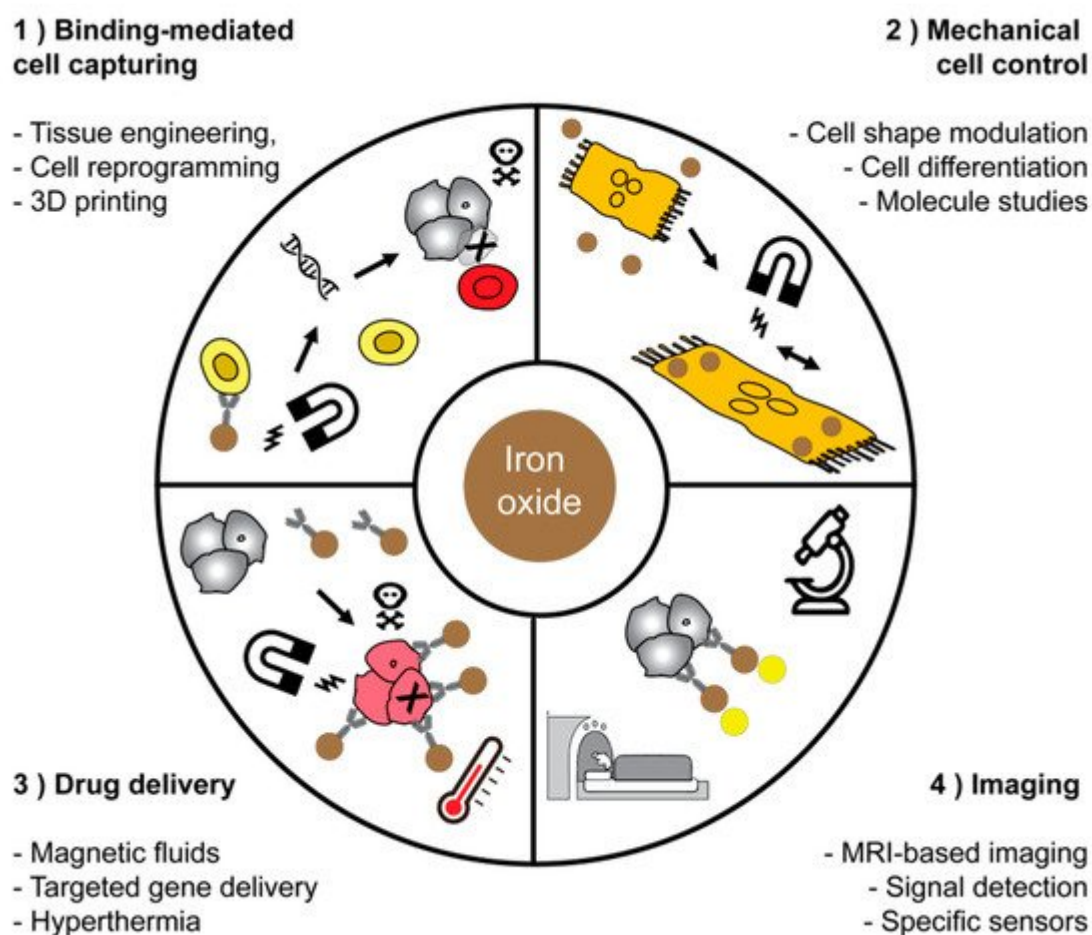 1 ) Binding-mediated
cell capturing
- Tissue engineering,
- Cell reprogramming
- 3D printing
2 ) Mechanical
cell control
- Cell shape modulation
- Cell differentiation
- Molecule studies
Iron
oxide
3 ) Drug delivery
- Magnetic fluids
- Targeted gene delivery
- Hyperthermia
4 ) Imaging
- MRI-based imaging
- Signal detection
- Specific sensors